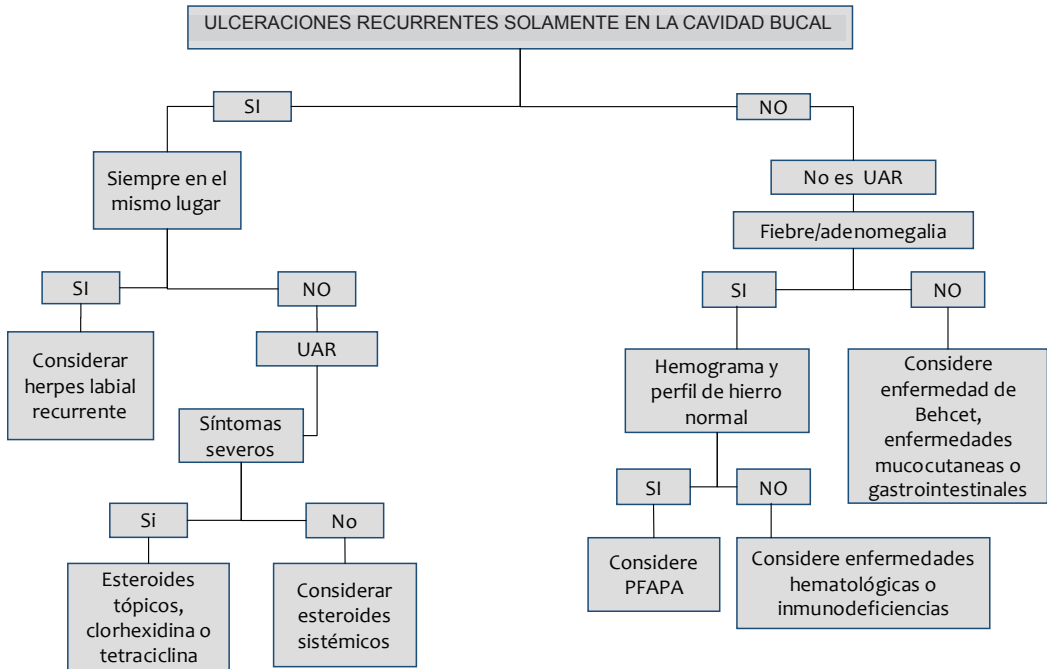 ULCERACIONES RECURRENTES SOLAMENTE EN LA CAVIDAD BUCAL
SI
NO
Siempre en el
mismo lugar
No es UAR
Fiebre/adenomegalia
SI
NO
SI
NO
Considerar
herpes labial
recurrente
UAR
Hemograma y
perfil de hierro
normal
Considere
enfermedad de
Behcet,
enfermedades
mucocutaneas o
gastrointestinales
Síntomas
severos
SI
NO
Si
No
Considere
PFAPA
Considere enfermedades
hematológicas o
inmunodeficiencias
Esteroides
tópicos,
clorhexidina o
tetraciclina
Considerar
esteroides
sistémicos